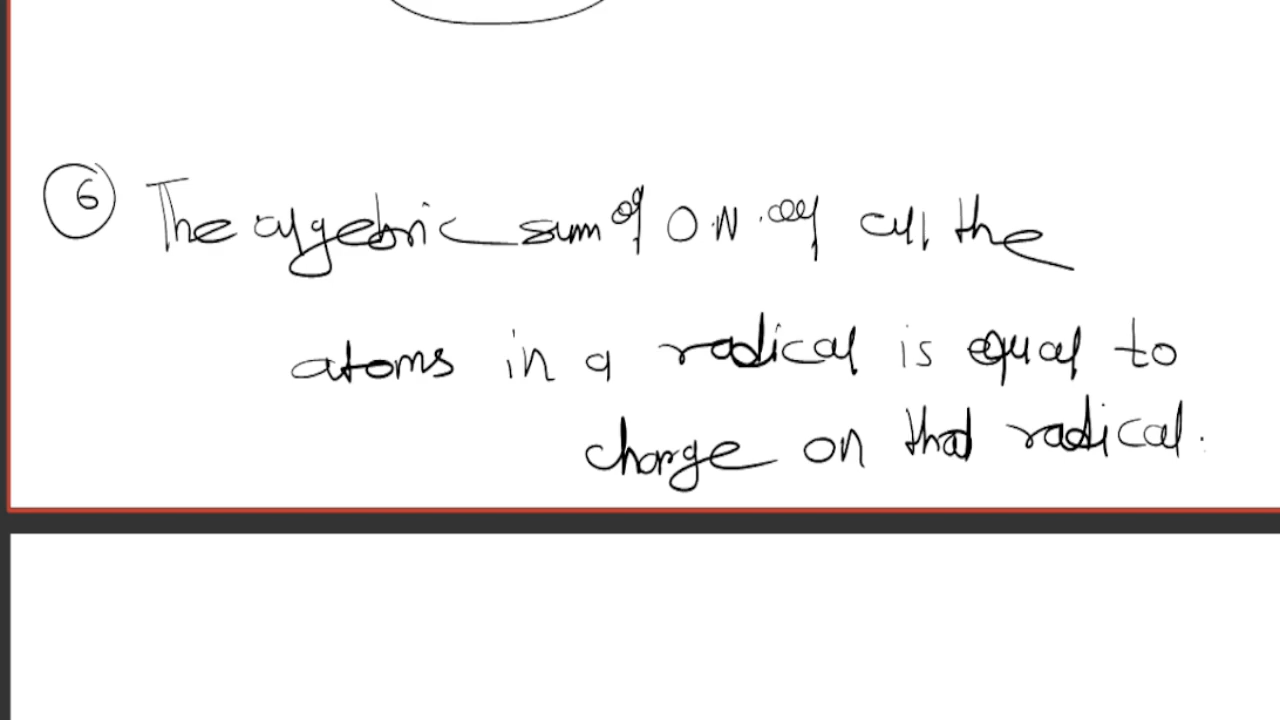 6 The algebric sum of O.N. of all the
atoms in a radical is equal to
charge on that radical.